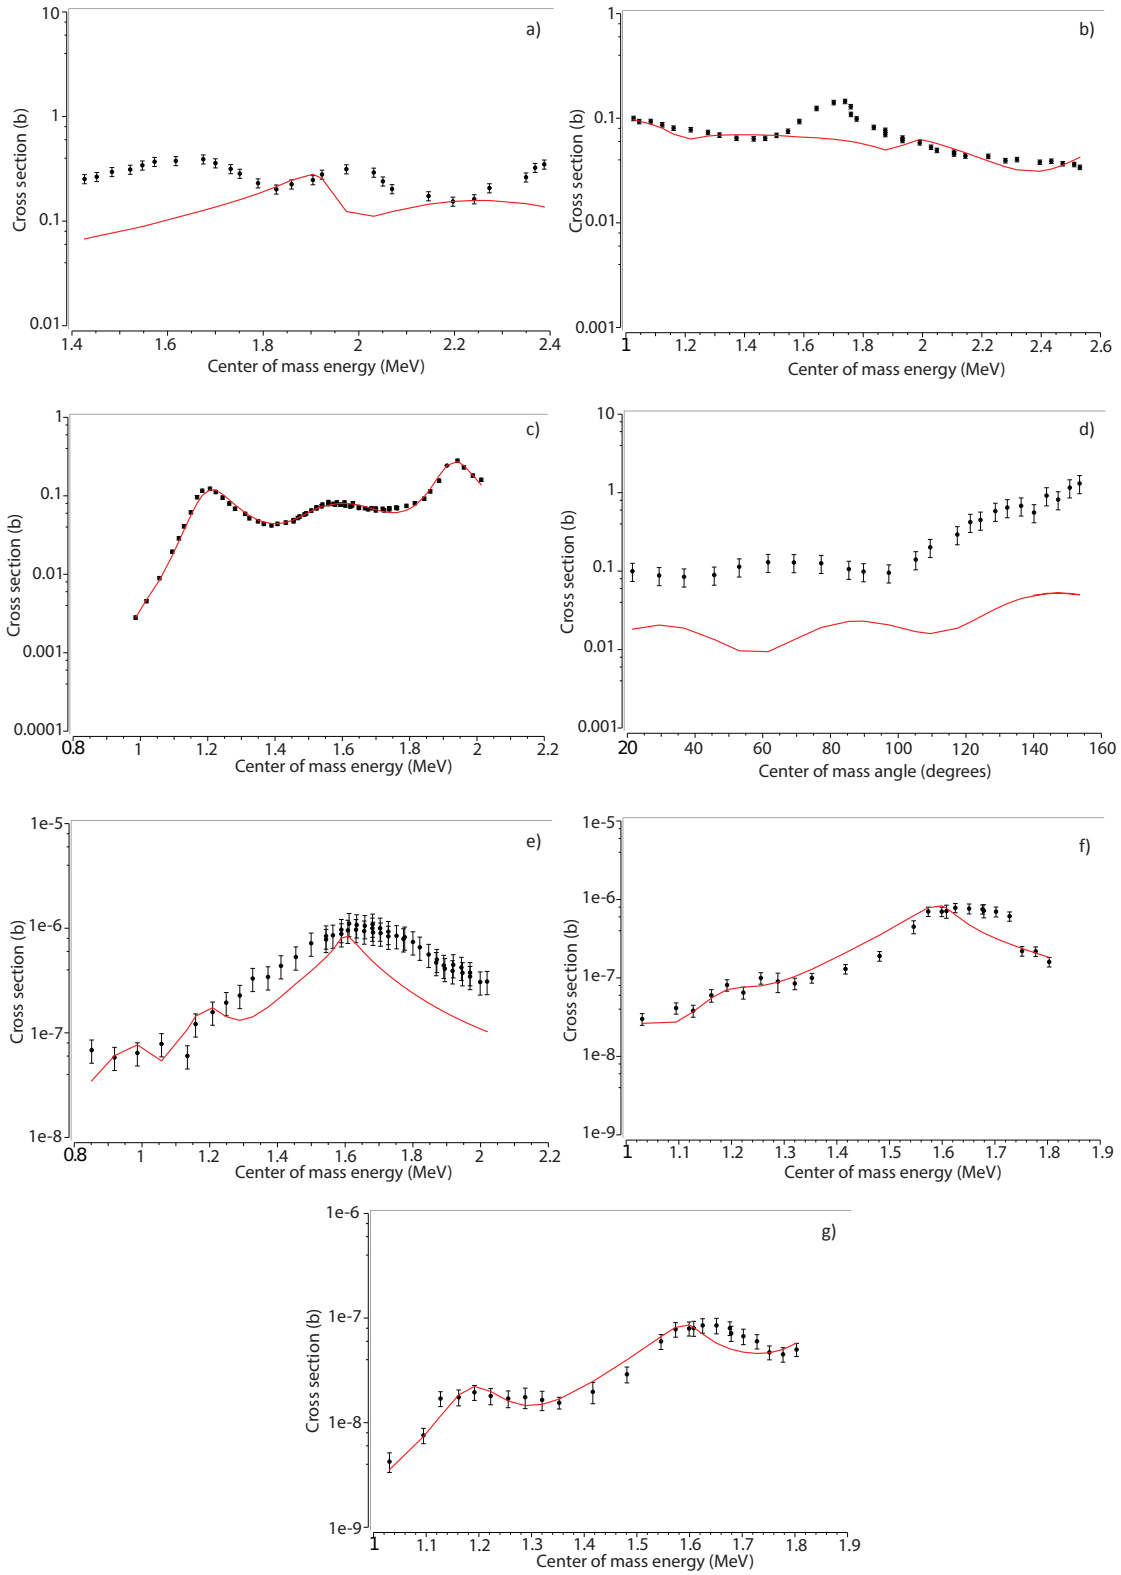 a)
10
1
0.1
0.01
Cross section (b)
1.4 1.6 1.8 2 2.2 2.4
Center of mass energy (MeV)
b)
1
0.1
0.01
0.001
Cross section (b)
1 1.2 1.4 1.6 1.8 2 2.2 2.4 2.6
Center of mass energy (MeV)
c)
1
0.1
0.01
0.001
0.0001
Cross section (b)
0.8 1 1.2 1.4 1.6 1.8 2 2.2
Center of mass energy (MeV)
d)
10
1
0.1
0.01
0.001
Cross section (b)
20 40 60 80 100 120 140 160
Center of mass angle (degrees)
e)
1e-5
1e-6
1e-7
1e-8
Cross section (b)
0.8 1 1.2 1.4 1.6 1.8 2 2.2
Center of mass energy (MeV)
f)
1e-5
1e-6
1e-7
1e-8
1e-9
Cross section (b)
1 1.1 1.2 1.3 1.4 1.5 1.6 1.7 1.8 1.9
Center of mass energy (MeV)
g)
1e-6
1e-7
1e-8
1e-9
Cross section (b)
1 1.1 1.2 1.3 1.4 1.5 1.6 1.7 1.8 1.9
Center of mass energy (MeV)